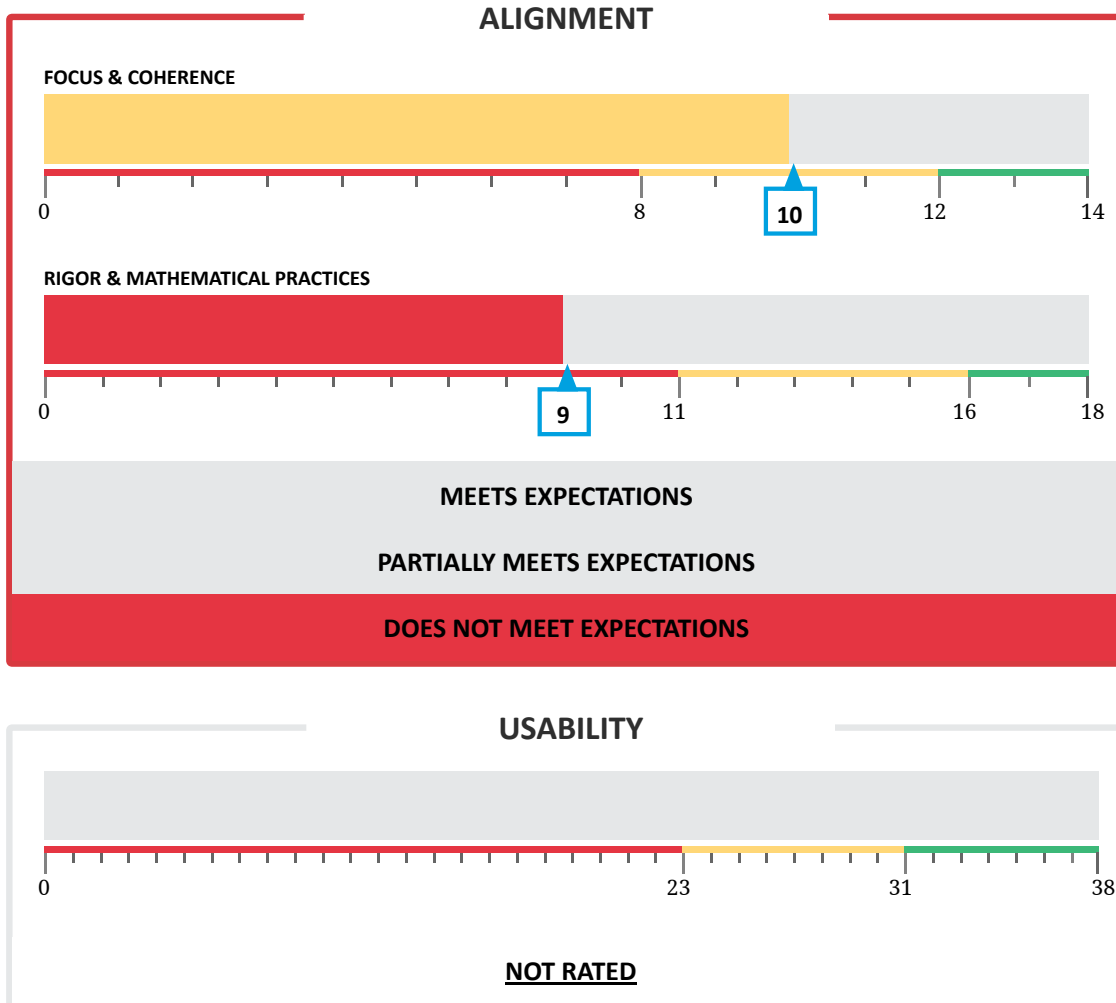 ALIGNMENT
FOCUS & COHERENCE
0 8 10 12 14
RIGOR & MATHEMATICAL PRACTICES
0 9 11 16 18
MEETS EXPECTATIONS
PARTIALLY MEETS EXPECTATIONS
DOES NOT MEET EXPECTATIONS
USABILITY
0 23 31 38
NOT RATED